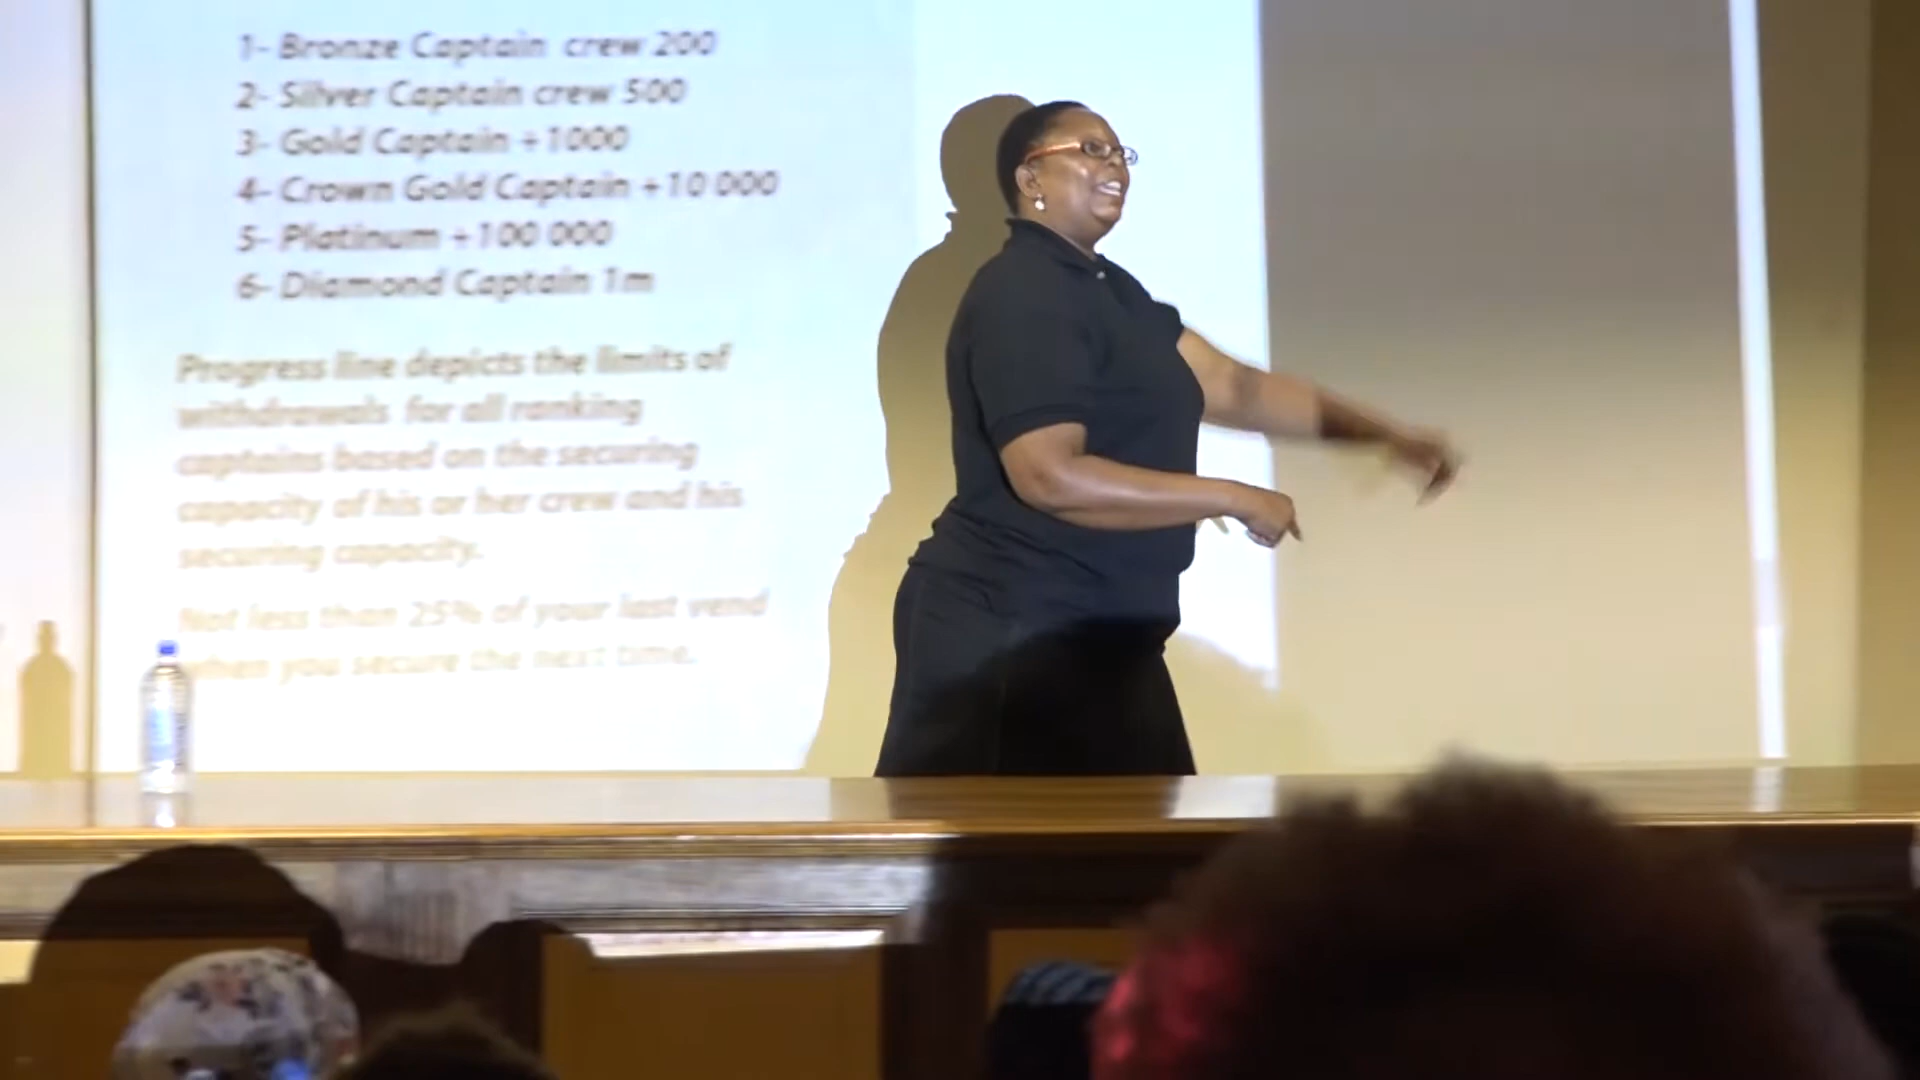 1- Bronze Captain crew 200
2- Silver Captain crew 500
3- Gold Captain +1000
4- Crown Gold Captain +10 000
5- Platinum +100 000
6- Diamond Captain 1m
Progress line depicts the limits of
withdrawals for all ranking
captains based on the securing
capacity of his or her crew and his
securing capacity.
Not less than 25% of your last vend
when you secure the next time.